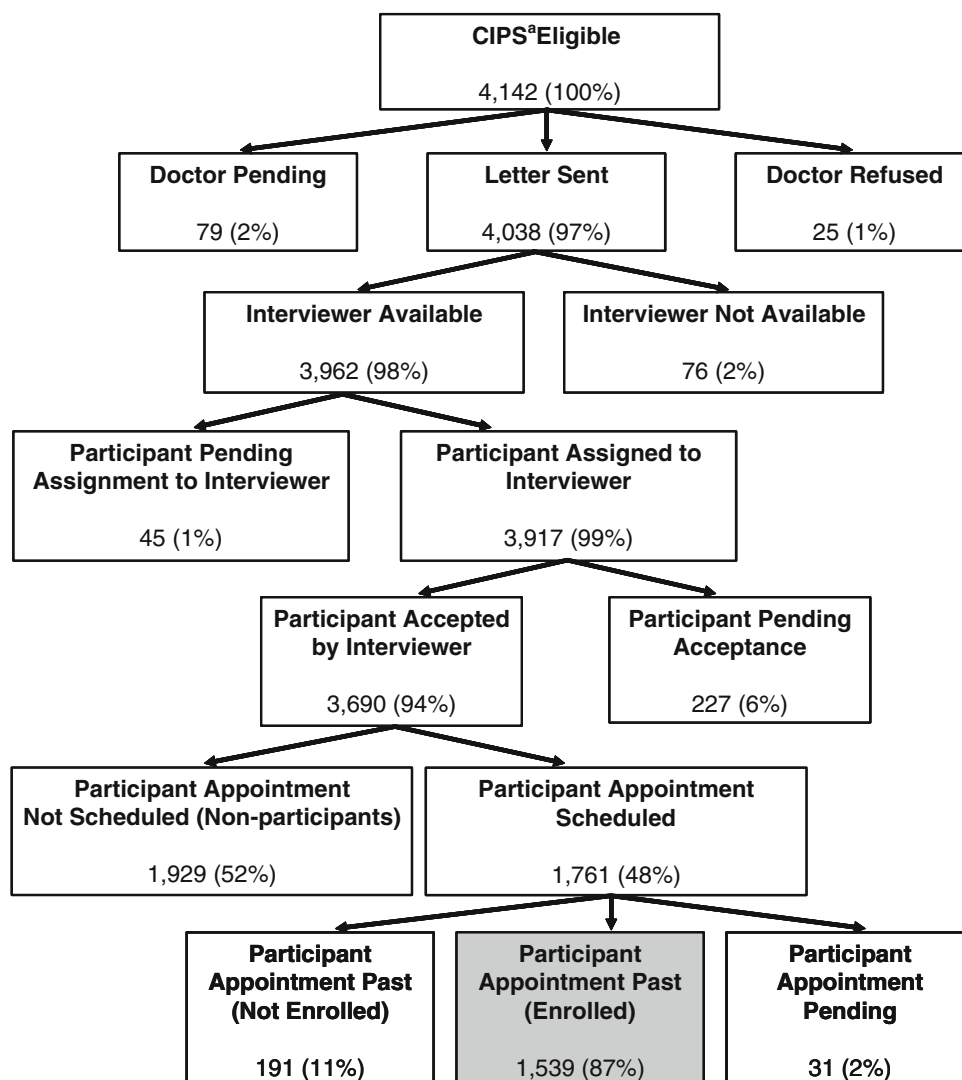 CIPSᵃEligible
4,142 (100%)
Doctor Pending
79 (2%)
Letter Sent
4,038 (97%)
Doctor Refused
25 (1%)
Interviewer Available
3,962 (98%)
Interviewer Not Available
76 (2%)
Participant Pending
Assignment to Interviewer
45 (1%)
Participant Assigned to
Interviewer
3,917 (99%)
Participant Accepted
by Interviewer
3,690 (94%)
Participant Pending
Acceptance
227 (6%)
Participant Appointment
Not Scheduled (Non-participants)
1,929 (52%)
Participant Appointment
Scheduled
1,761 (48%)
Participant
Appointment Past
(Not Enrolled)
191 (11%)
Participant
Appointment Past
(Enrolled)
1,539 (87%)
Participant
Appointment
Pending
31 (2%)